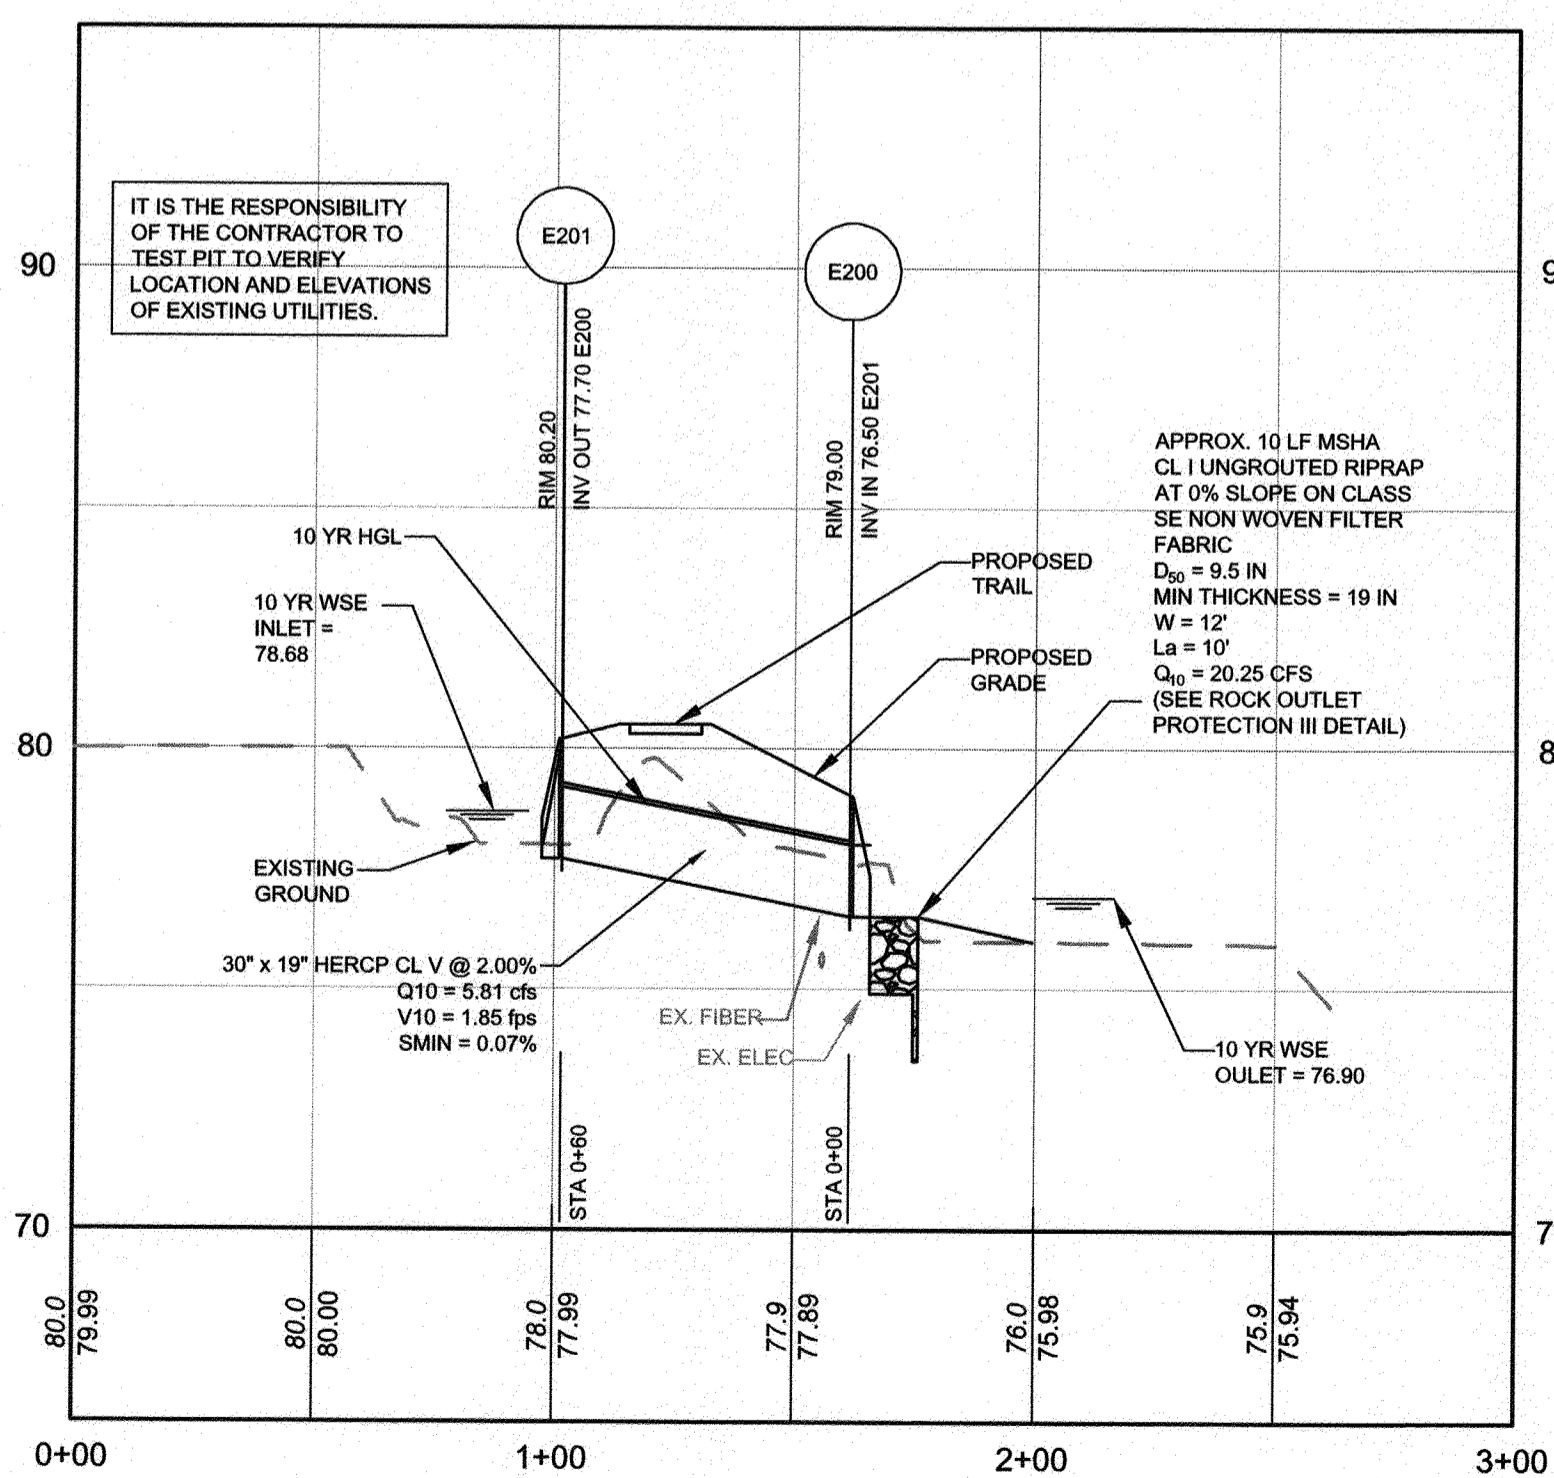 IT IS THE RESPONSIBILITY
OF THE CONTRACTOR TO
TEST PIT TO VERIFY
LOCATION AND ELEVATIONS
OF EXISTING UTILITIES.
E201
E200
90
9
RIM 80.20
INV OUT 77.70 E200
RIM 79.00
INV IN 76.50 E201
APPROX. 10 LF MSHA
CL I UNGROUTED RIPRAP
AT 0% SLOPE ON CLASS
SE NON WOVEN FILTER
FABRIC
D50 = 9.5 IN
MIN THICKNESS = 19 IN
W = 12'
La = 10'
Q10 = 20.25 CFS
(SEE ROCK OUTLET
PROTECTION III DETAIL)
10 YR HGL
PROPOSED
TRAIL
10 YR WSE
INLET =
78.68
PROPOSED
GRADE
80
8
EXISTING
GROUND
30" x 19" HERCP CL V @ 2.00%
Q10 = 5.81 cfs
V10 = 1.85 fps
SMIN = 0.07%
EX. FIBER
EX. ELEC
10 YR WSE
OULET = 76.90
STA 0+60
STA 0+00
70
7
80.0
79.99
80.0
80.00
78.0
77.99
77.9
77.89
76.0
75.98
75.9
75.94
0+00
1+00
2+00
3+00